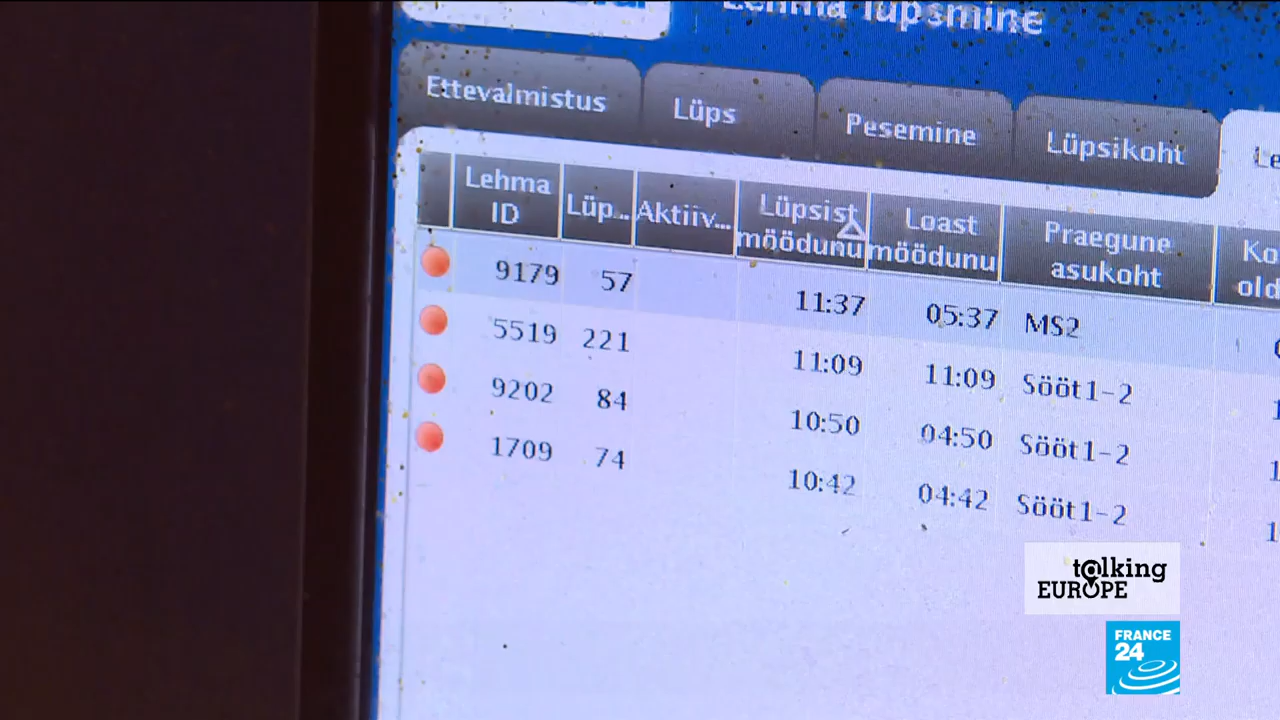 Lehma lüpsmine
Ettevalmistus Lüps Pesemine Lüpsikoht
Lehma ID Lüp... Aktiiv... Lüpsist möödunu Loast möödunu Praegune asukoht
9179 57 11:37 05:37 MS2
5519 221 11:09 11:09 Sööt1-2
9202 84 10:50 04:50 Sööt1-2
1709 74 10:42 04:42 Sööt1-2
talking
EUROPE
FRANCE
24